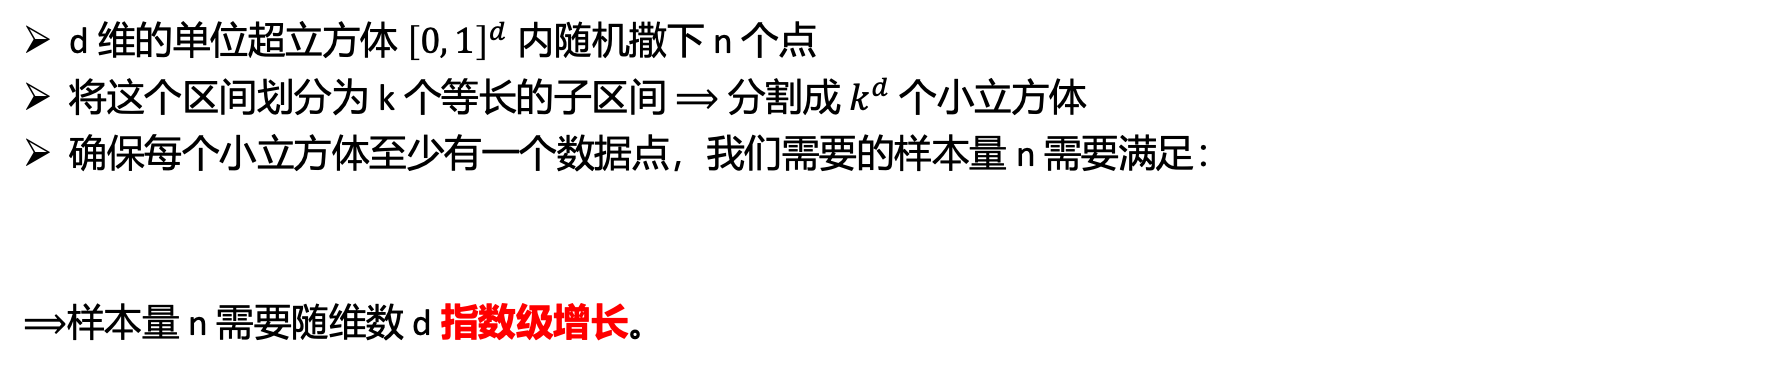 ➢ d 维的单位超立方体 [0, 1]^d 内随机撒下 n 个点
➢ 将这个区间划分为 k 个等长的子区间 ⟹ 分割成 k^d 个小立方体
➢ 确保每个小立方体至少有一个数据点，我们需要的样本量 n 需要满足：
⟹样本量 n 需要随维数 d 指数级增长。